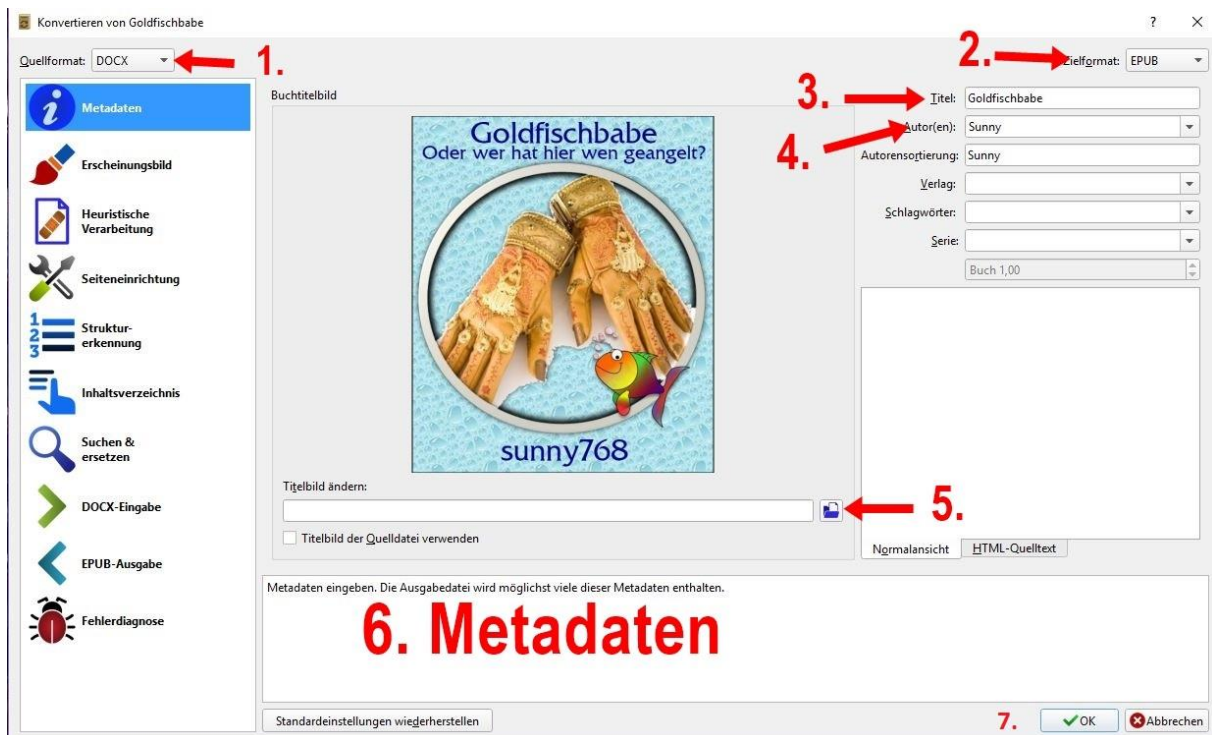 Konvertieren von Goldfischbabe
? ×
Quellformat: DOCX
1.
2.
Zielformat: EPUB
Metadaten
Erscheinungsbild
Heuristische
Verarbeitung
Seiteneinrichtung
1
2
3
Struktur-
erkennung
Inhaltsverzeichnis
Suchen &
ersetzen
DOCX-Eingabe
EPUB-Ausgabe
Fehlerdiagnose
Buchtitelbild
Goldfischbabe
Oder wer hat hier wen geangelt?
sunny768
Titelbild ändern:
5.
Titelbild der Quelldatei verwenden
3.
Titel: Goldfischbabe
4.
Autor(en): Sunny
Autorensortierung: Sunny
Verlag:
Schlagwörter:
Serie:
Buch 1,00
Normalansicht HTML-Quelltext
Metadaten eingeben. Die Ausgabedatei wird möglichst viele dieser Metadaten enthalten.
6. Metadaten
Standardeinstellungen wiederherstellen
7.
OK
Abbrechen